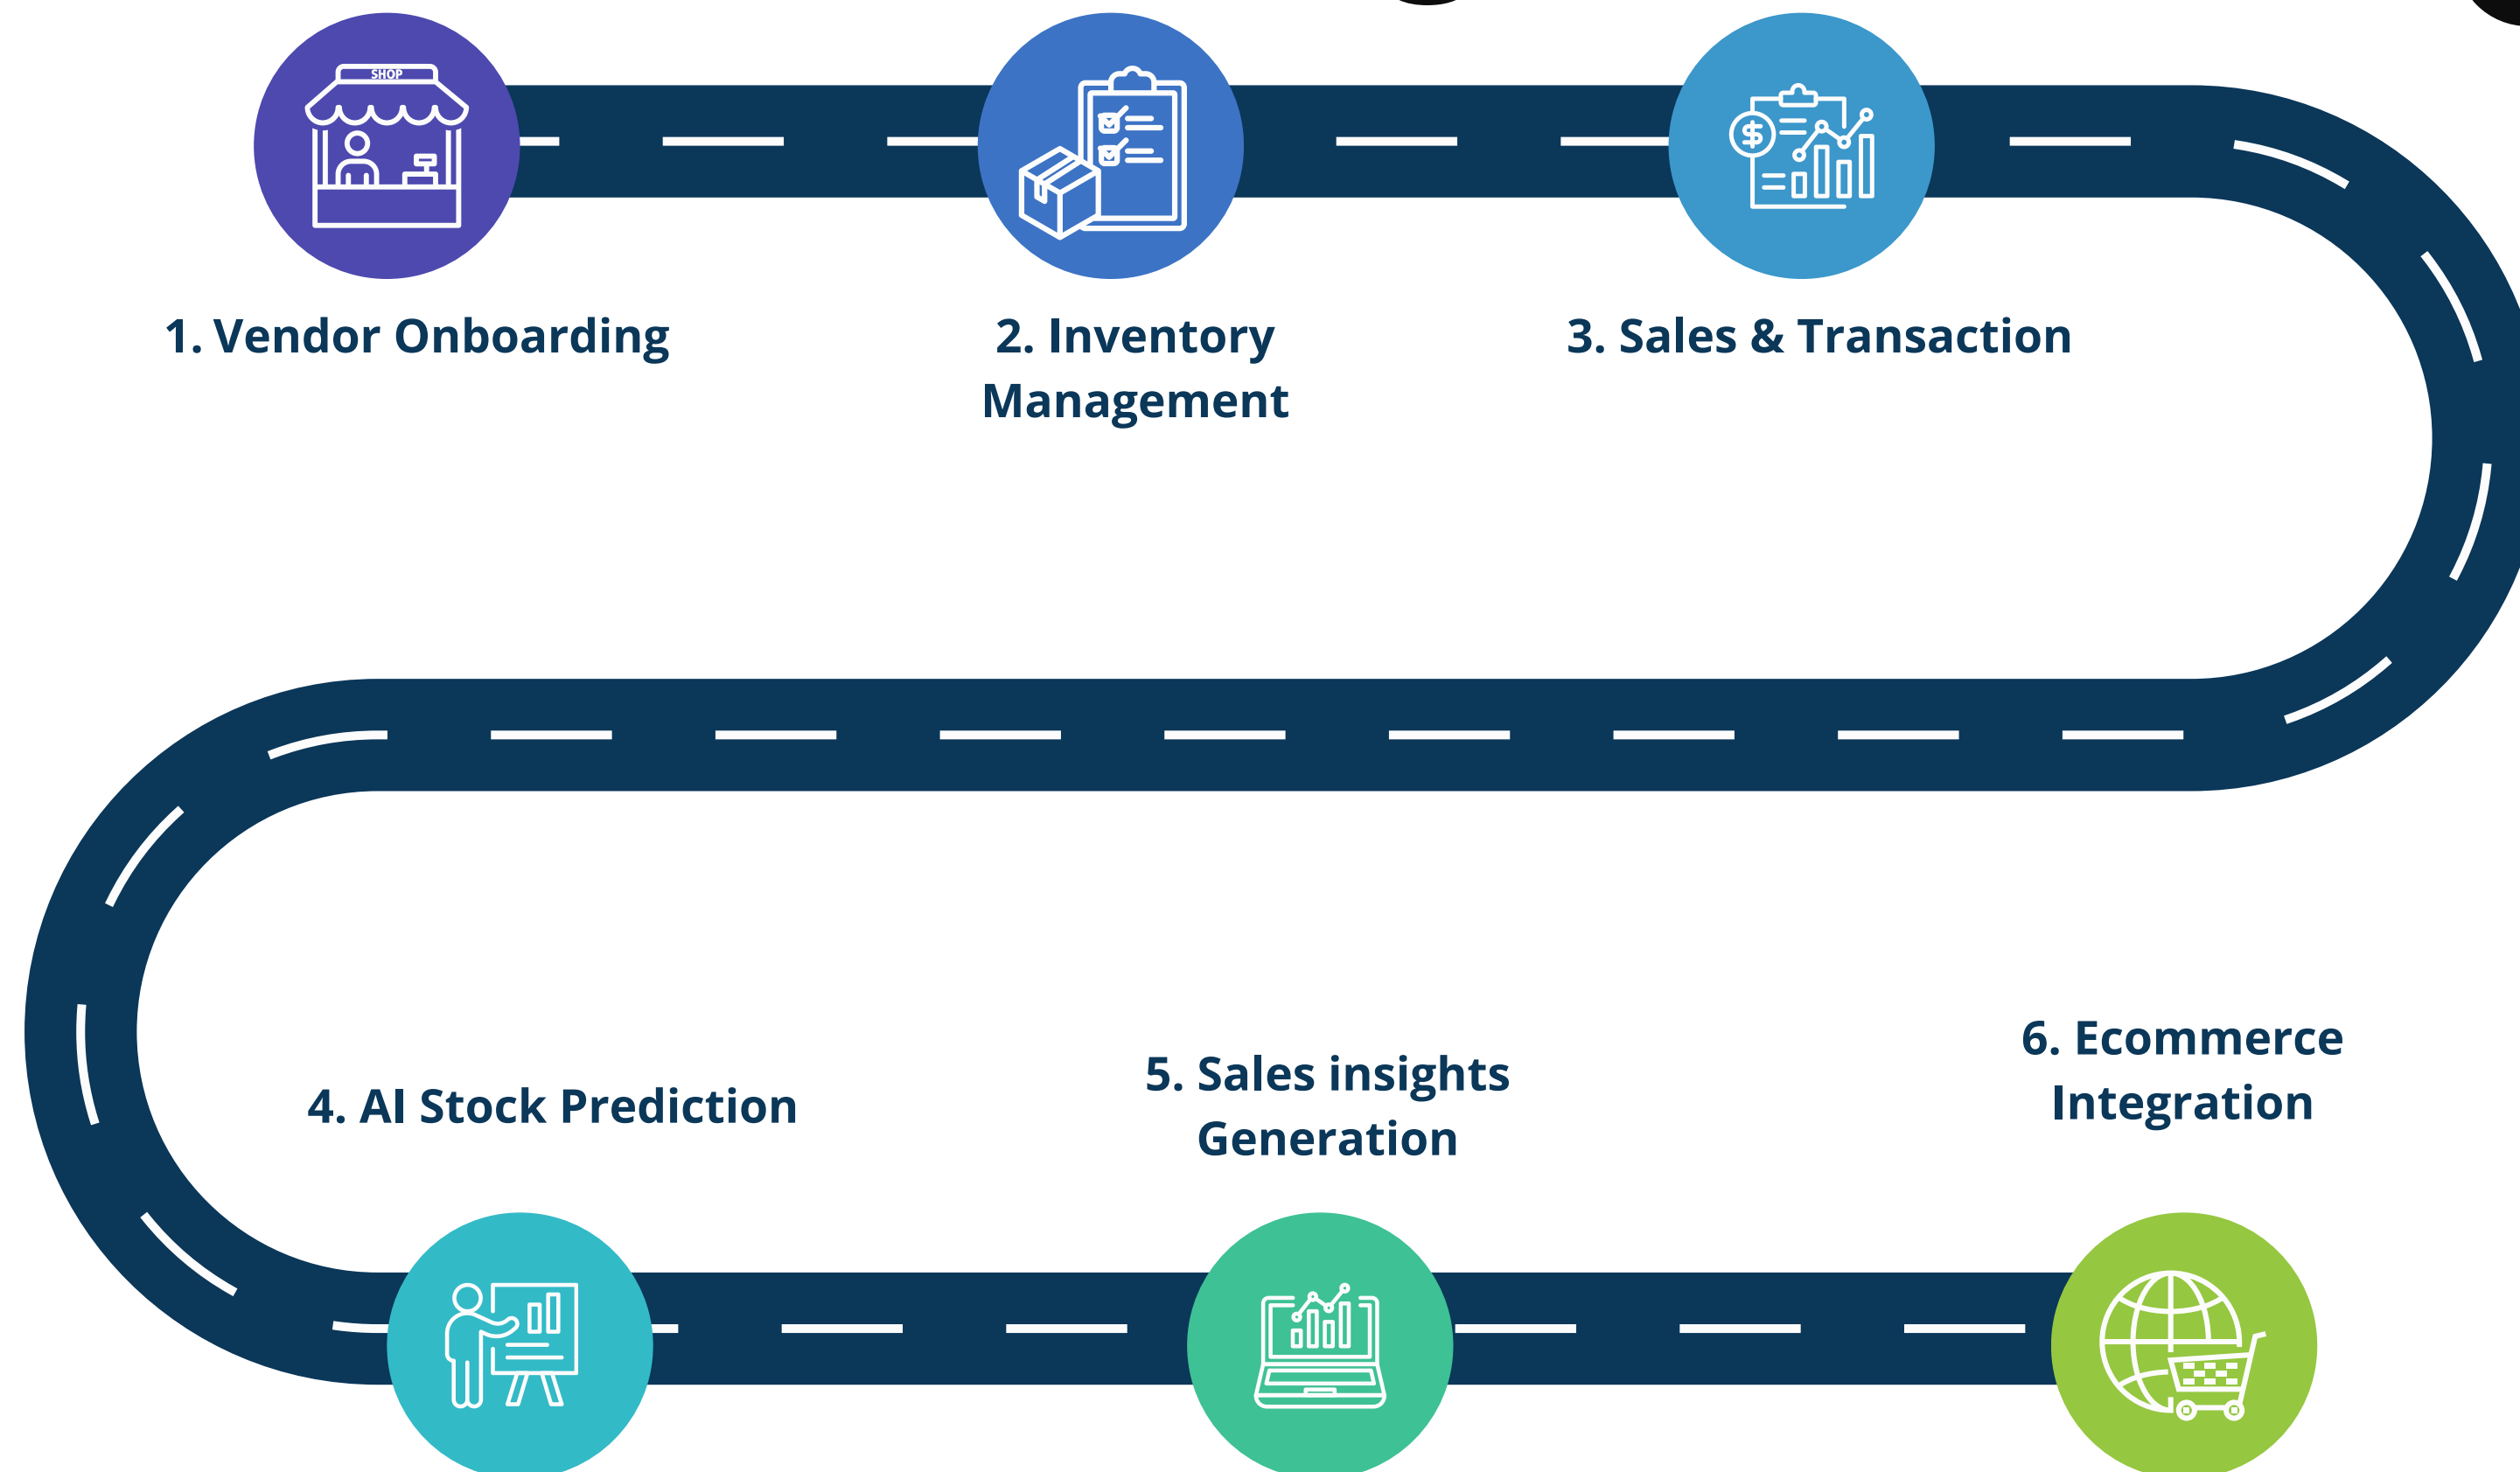 SHOP
1. Vendor Onboarding
2. Inventory
Management
3. Sales & Transaction
4. AI Stock Prediction
5. Sales insights
Generation
6. Ecommerce
Integration